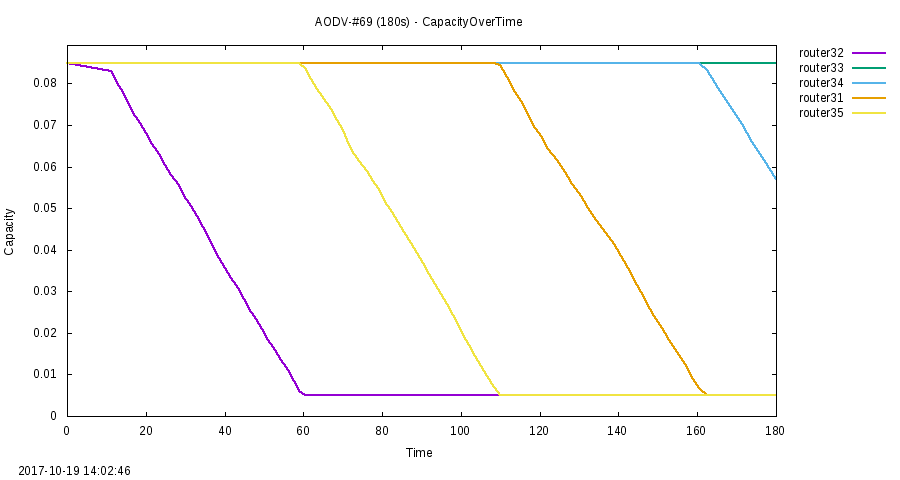 AODV-#69 (180s) - CapacityOverTime
router32
router33
router34
router31
router35
0.08
0.07
0.06
0.05
0.04
0.03
0.02
0.01
0
Capacity
0 20 40 60 80 100 120 140 160 180
Time
2017-10-19 14:02:46